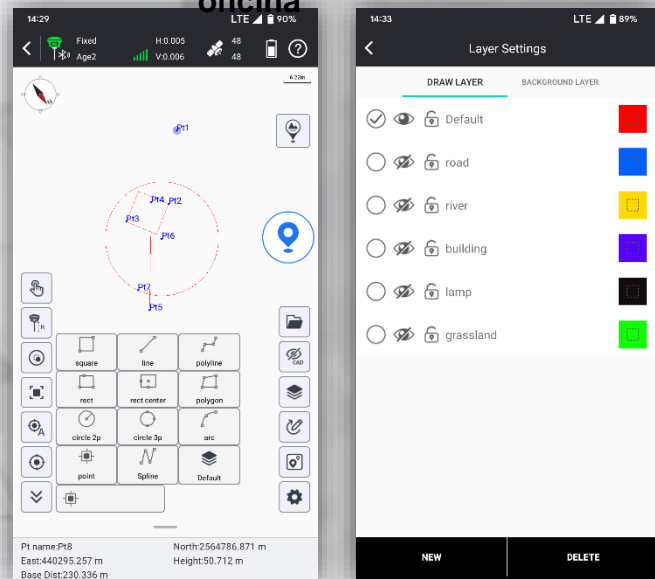 oficina
14:29 LTE 90%
Fixed H:0.005 48
Age2 V:0.006 48
6.23m
N
Pt1
Pt4 Pt2
Pt3
Pt6
Pt7
Pt5
H
CAD
A
square line polyline
rect rect center polygon
circle 2p circle 3p arc
point Spline Default
Pt name:Pt8 North:2564786.871 m
East:440295.257 m Height:50.712 m
Base Dist:230.336 m
14:33 LTE 89%
Layer Settings
DRAW LAYER BACKGROUND LAYER
Default
road
river
building
lamp
grassland
NEW DELETE